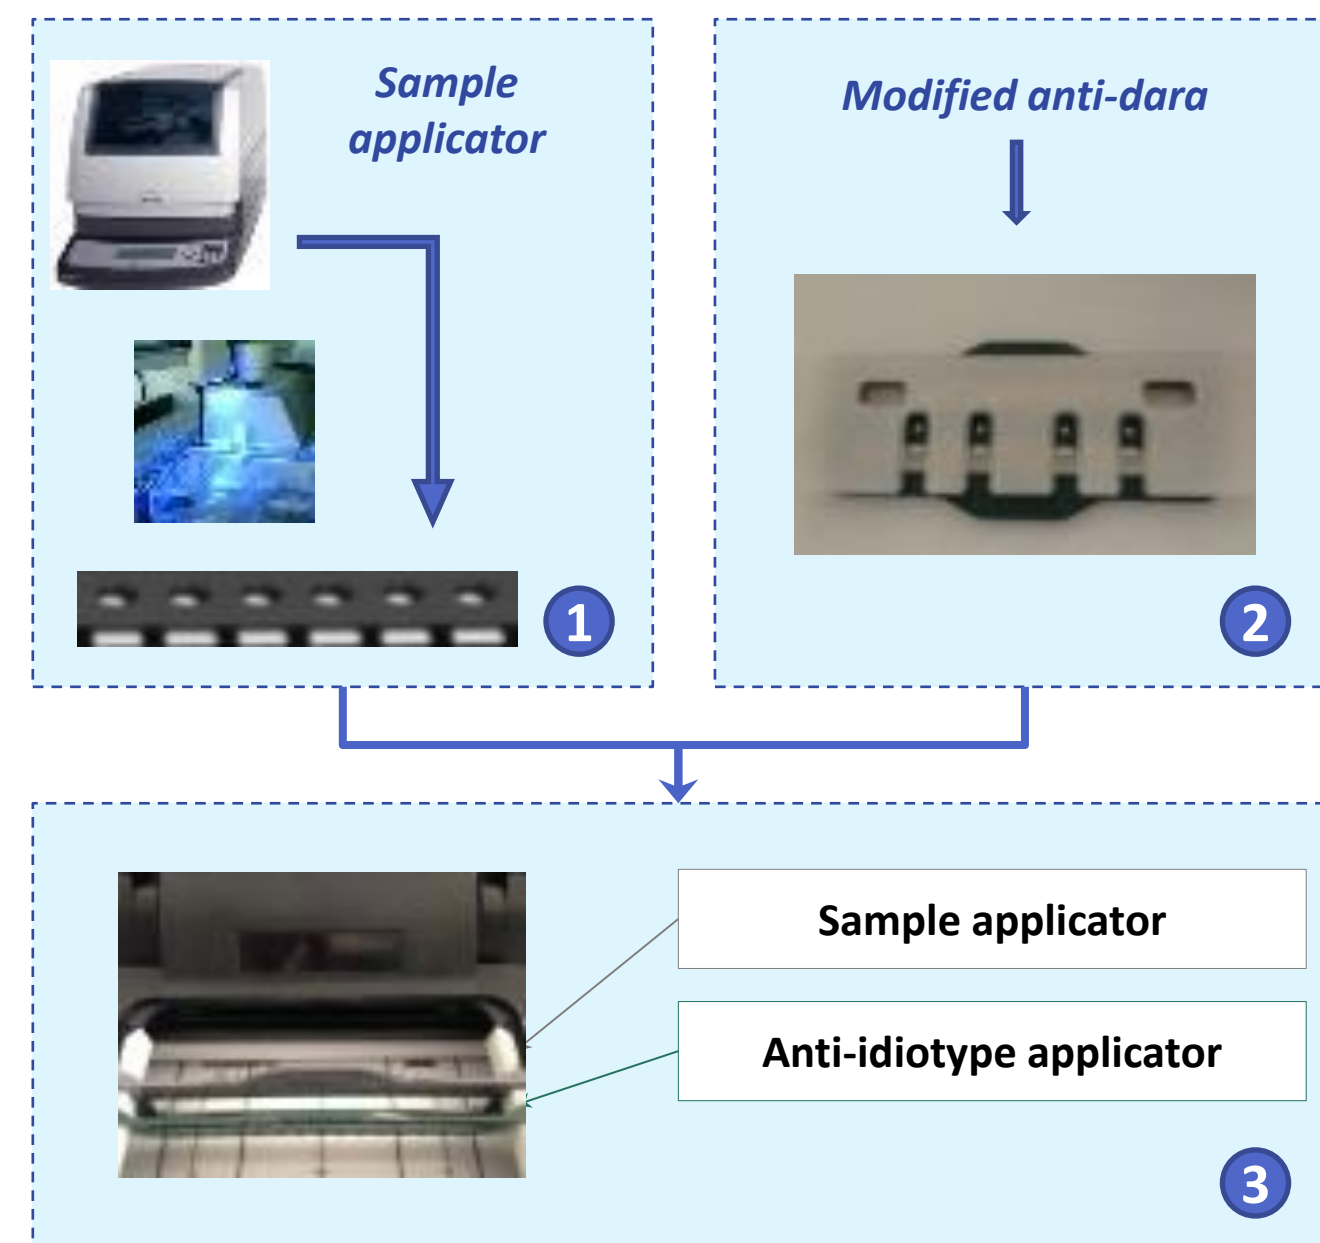 Sample
applicator
1
Modified anti-dara
2
Sample applicator
Anti-idiotype applicator
3